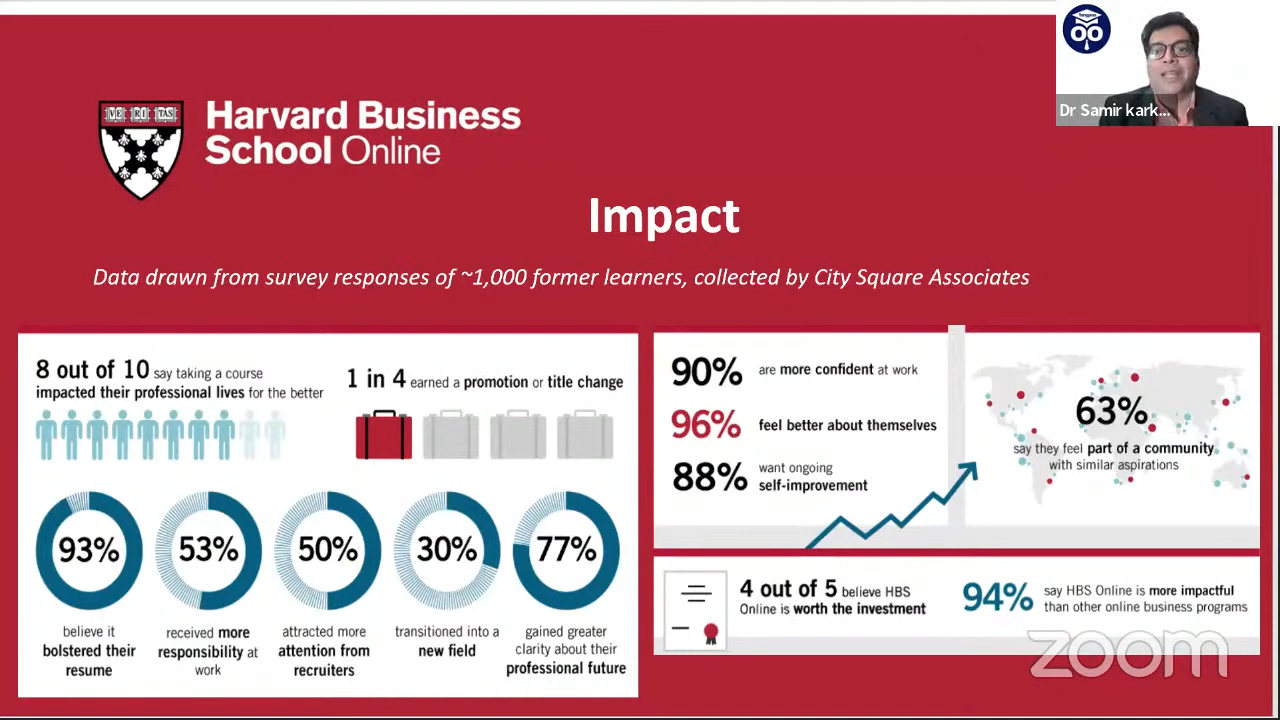 Dr Samir kark...
VE RI TAS
Harvard Business
School Online
Impact
Data drawn from survey responses of ~1,000 former learners, collected by City Square Associates
8 out of 10 say taking a course
impacted their professional lives for the better
1 in 4 earned a promotion or title change
93%
53%
50%
30%
77%
believe it
bolstered their
resume
received more
responsibility at
work
attracted more
attention from
recruiters
transitioned into a
new field
gained greater
clarity about their
professional future
90% are more confident at work
96% feel better about themselves
88% want ongoing
self-improvement
63%
say they feel part of a community
with similar aspirations
4 out of 5 believe HBS
Online is worth the investment
94% say HBS Online is more impactful
than other online business programs
zoom